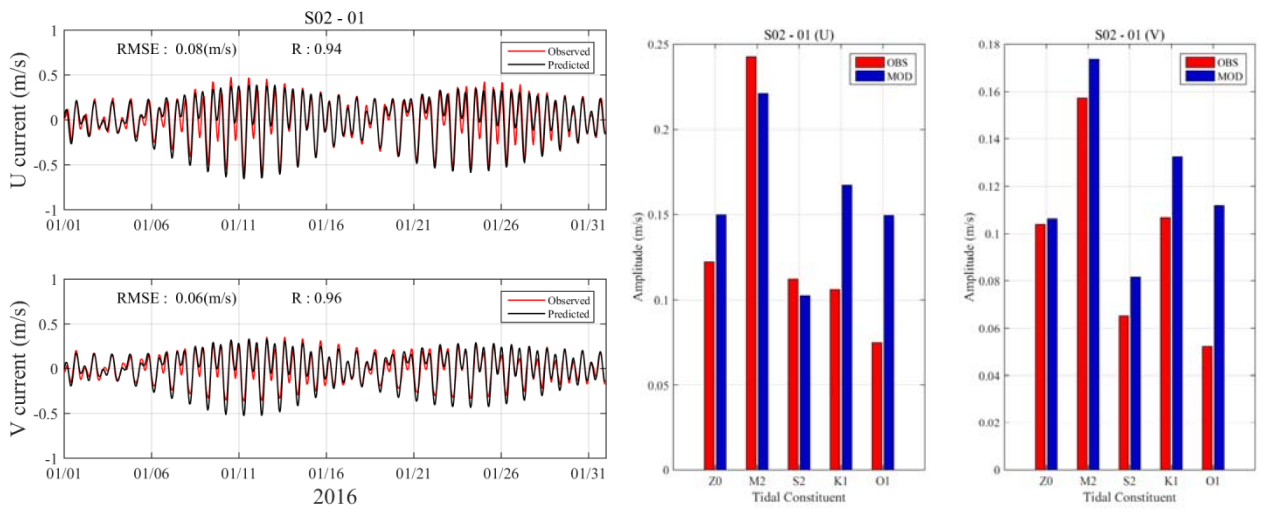 S02 - 01
RMSE : 0.08(m/s) R : 0.94
Observed
Predicted
U current (m/s)
1
0.5
0
-0.5
-1
01/01 01/06 01/11 01/16 01/21 01/26 01/31
RMSE : 0.06(m/s) R : 0.96
Observed
Predicted
V current (m/s)
1
0.5
0
-0.5
-1
01/01 01/06 01/11 01/16 01/21 01/26 01/31
2016
S02 - 01 (U)
OBS
MOD
Amplitude (m/s)
0.25
0.2
0.15
0.1
0.05
0
Z0 M2 S2 K1 O1
Tidal Constituent
S02 - 01 (V)
OBS
MOD
Amplitude (m/s)
0.18
0.16
0.14
0.12
0.1
0.08
0.06
0.04
0.02
0
Z0 M2 S2 K1 O1
Tidal Constituent